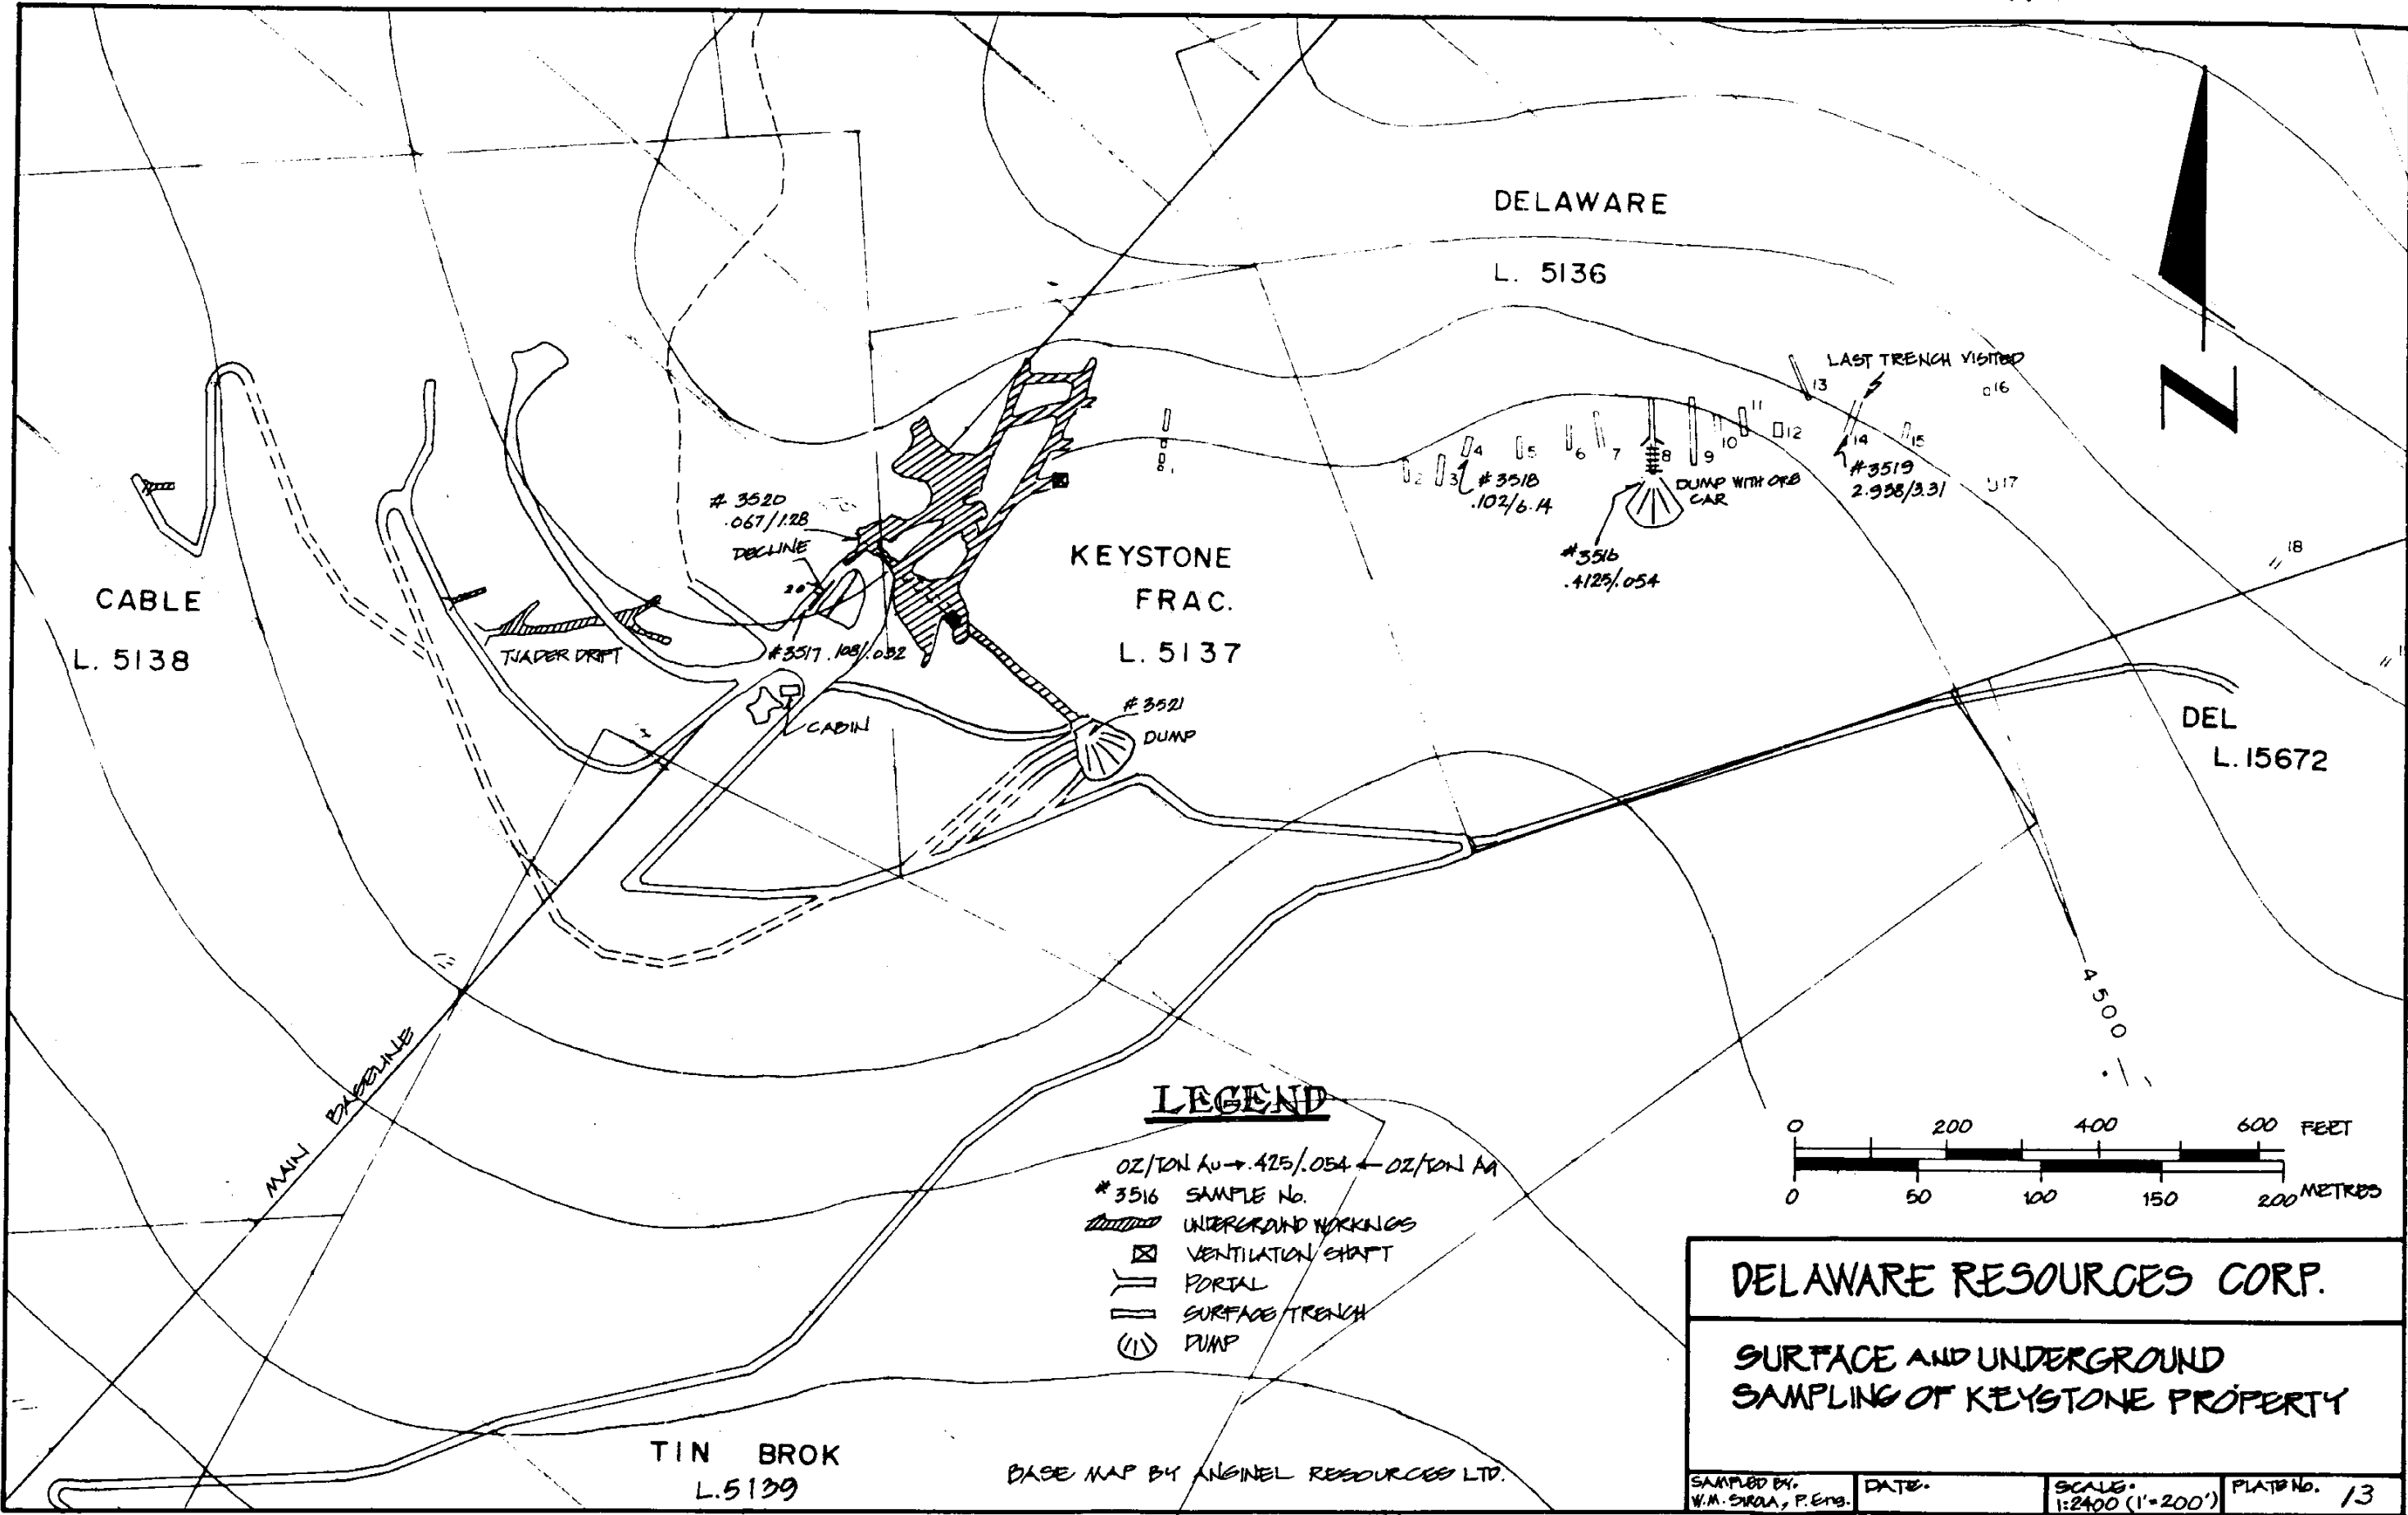 DELAWARE
L. 5136
LAST TRENCH VISITED
13
16
11
10
12
14
15
4
5
6
7
8
9
1
2
3
#3518
.102/6.14
#3519
2.938/3.31
17
DUMP WITH ORE
CAR
#3516
.4125/.054
18
# 3520
.067/1.28
DECLINE
20
KEYSTONE
FRAC.
L. 5137
CABLE
L. 5138
TJADER DRIFT
#3517 .108/.032
#3521
DUMP
CABIN
DEL
L. 15672
4500
MAIN BASELINE
LEGEND
OZ/TON Au→.425/.054←OZ/TON Ag
#3516 SAMPLE No.
UNDERGROUND WORKINGS
VENTILATION SHAFT
PORTAL
SURFACE TRENCH
DUMP
0 200 400 600 FEET
0 50 100 150 200 METRES
N
DELAWARE RESOURCES CORP.
SURFACE AND UNDERGROUND
SAMPLING OF KEYSTONE PROPERTY
TIN BROK
L.5139
BASE MAP BY ANGINEL RESOURCES LTD.
SAMPLED BY.
W.M. SIROLA, P.Eng.
DATE.
SCALE.
1:2400 (1"=200')
PLATE No. 13